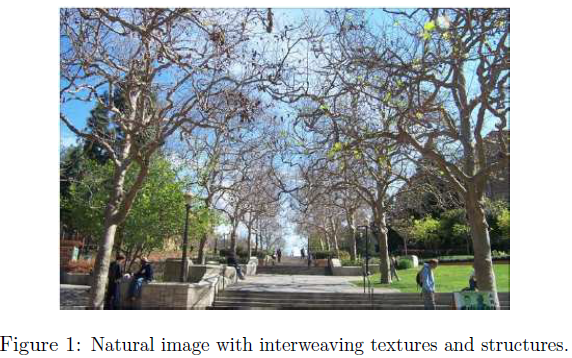 Figure 1: Natural image with interweaving textures and structures.